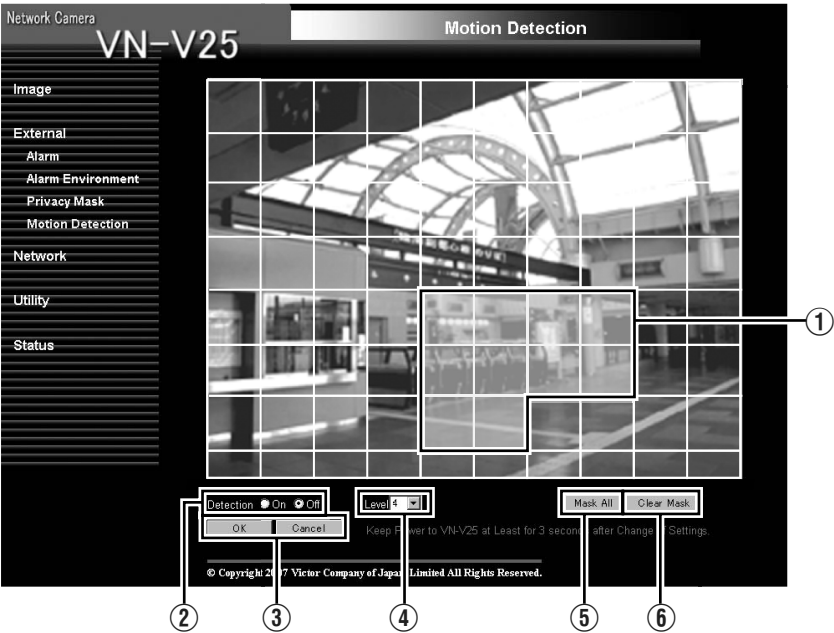 Network Camera
VN-V25
Motion Detection
Image
External
Alarm
Alarm Environment
Privacy Mask
Motion Detection
Network
Utility
Status
①
② Detection On Off
Level 4
Mask All
Clear Mask
OK
Cancel
Keep Power to VN-V25 at Least for 3 seconds after Change of Settings.
© Copyright 2007 Victor Company of Japan, Limited All Rights Reserved.
③
④
⑤
⑥